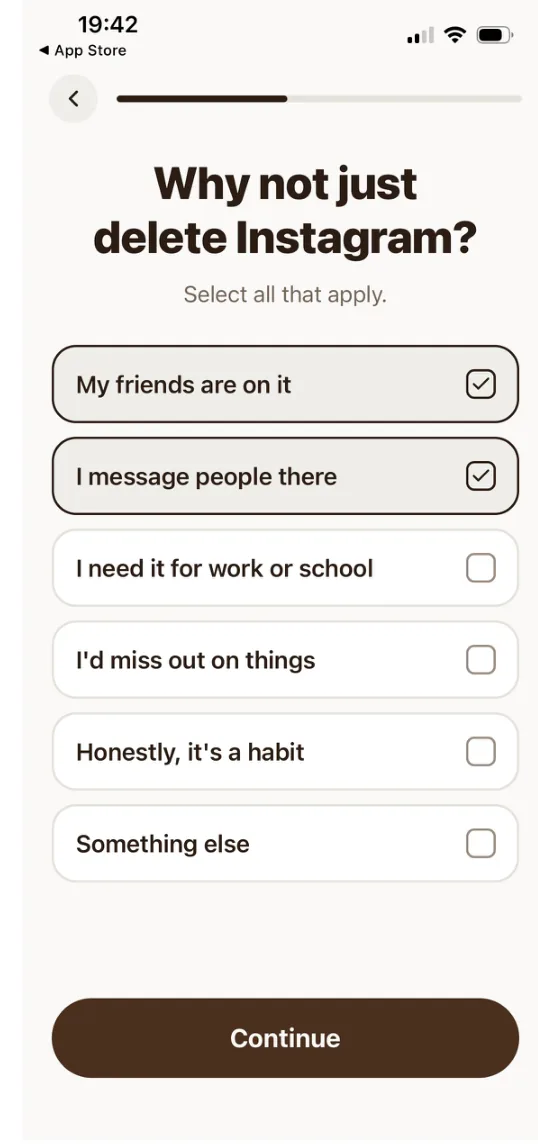 19:42
◀ App Store
Why not just
delete Instagram?
Select all that apply.
My friends are on it
I message people there
I need it for work or school
I'd miss out on things
Honestly, it's a habit
Something else
Continue